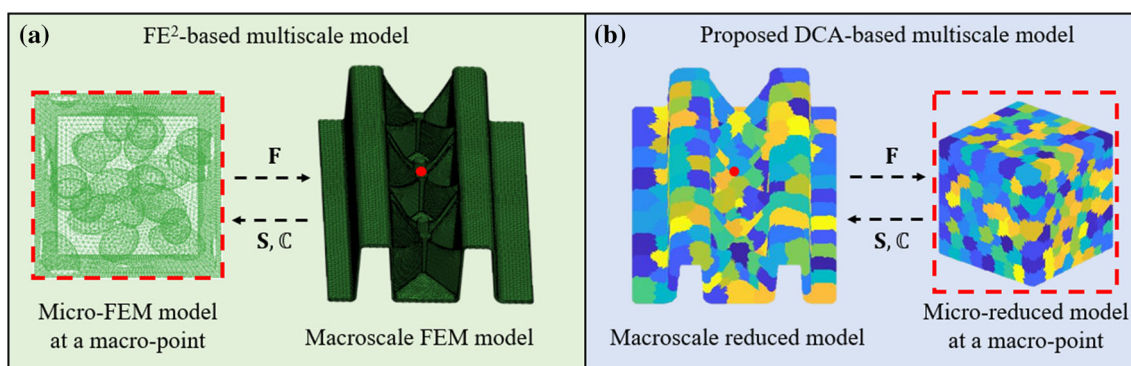 (a)
FE²-based multiscale model
F
S, ℂ
Micro-FEM model
at a macro-point
Macroscale FEM model
(b)
Proposed DCA-based multiscale model
F
S, ℂ
Macroscale reduced model
Micro-reduced model
at a macro-point